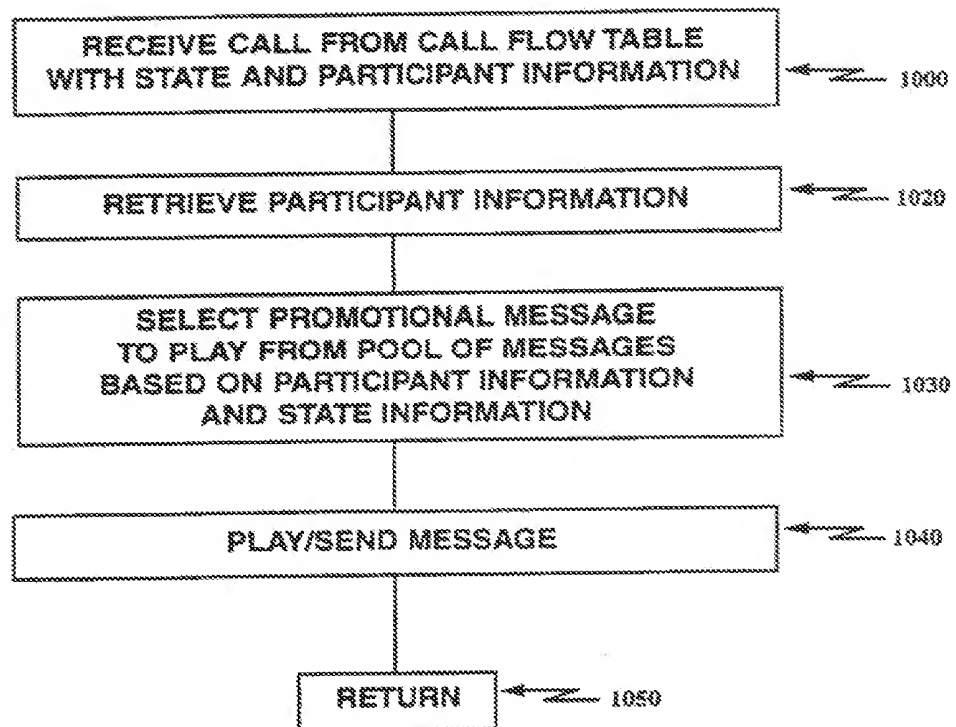 RECEIVE CALL FROM CALL FLOW TABLE
WITH STATE AND PARTICIPANT INFORMATION
1000
RETRIEVE PARTICIPANT INFORMATION
1020
SELECT PROMOTIONAL MESSAGE
TO PLAY FROM POOL OF MESSAGES
BASED ON PARTICIPANT INFORMATION
AND STATE INFORMATION
1030
PLAY/SEND MESSAGE
1040
RETURN
1050